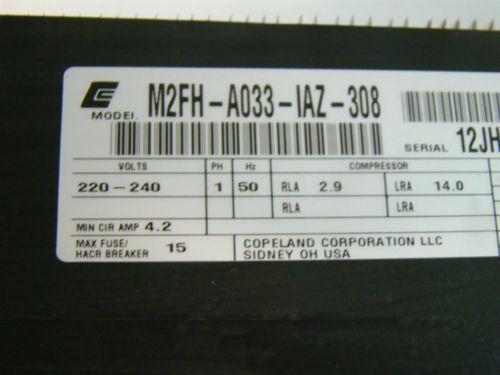 MODEL M2FH-A033-IAZ-308
SERIAL 12JH
VOLTS PH Hz COMPRESSOR
220-240 1 50 RLA 2.9 LRA 14.0
RLA LRA
MIN CIR AMP 4.2
MAX FUSE/
HACR BREAKER 15
COPELAND CORPORATION LLC
SIDNEY OH USA